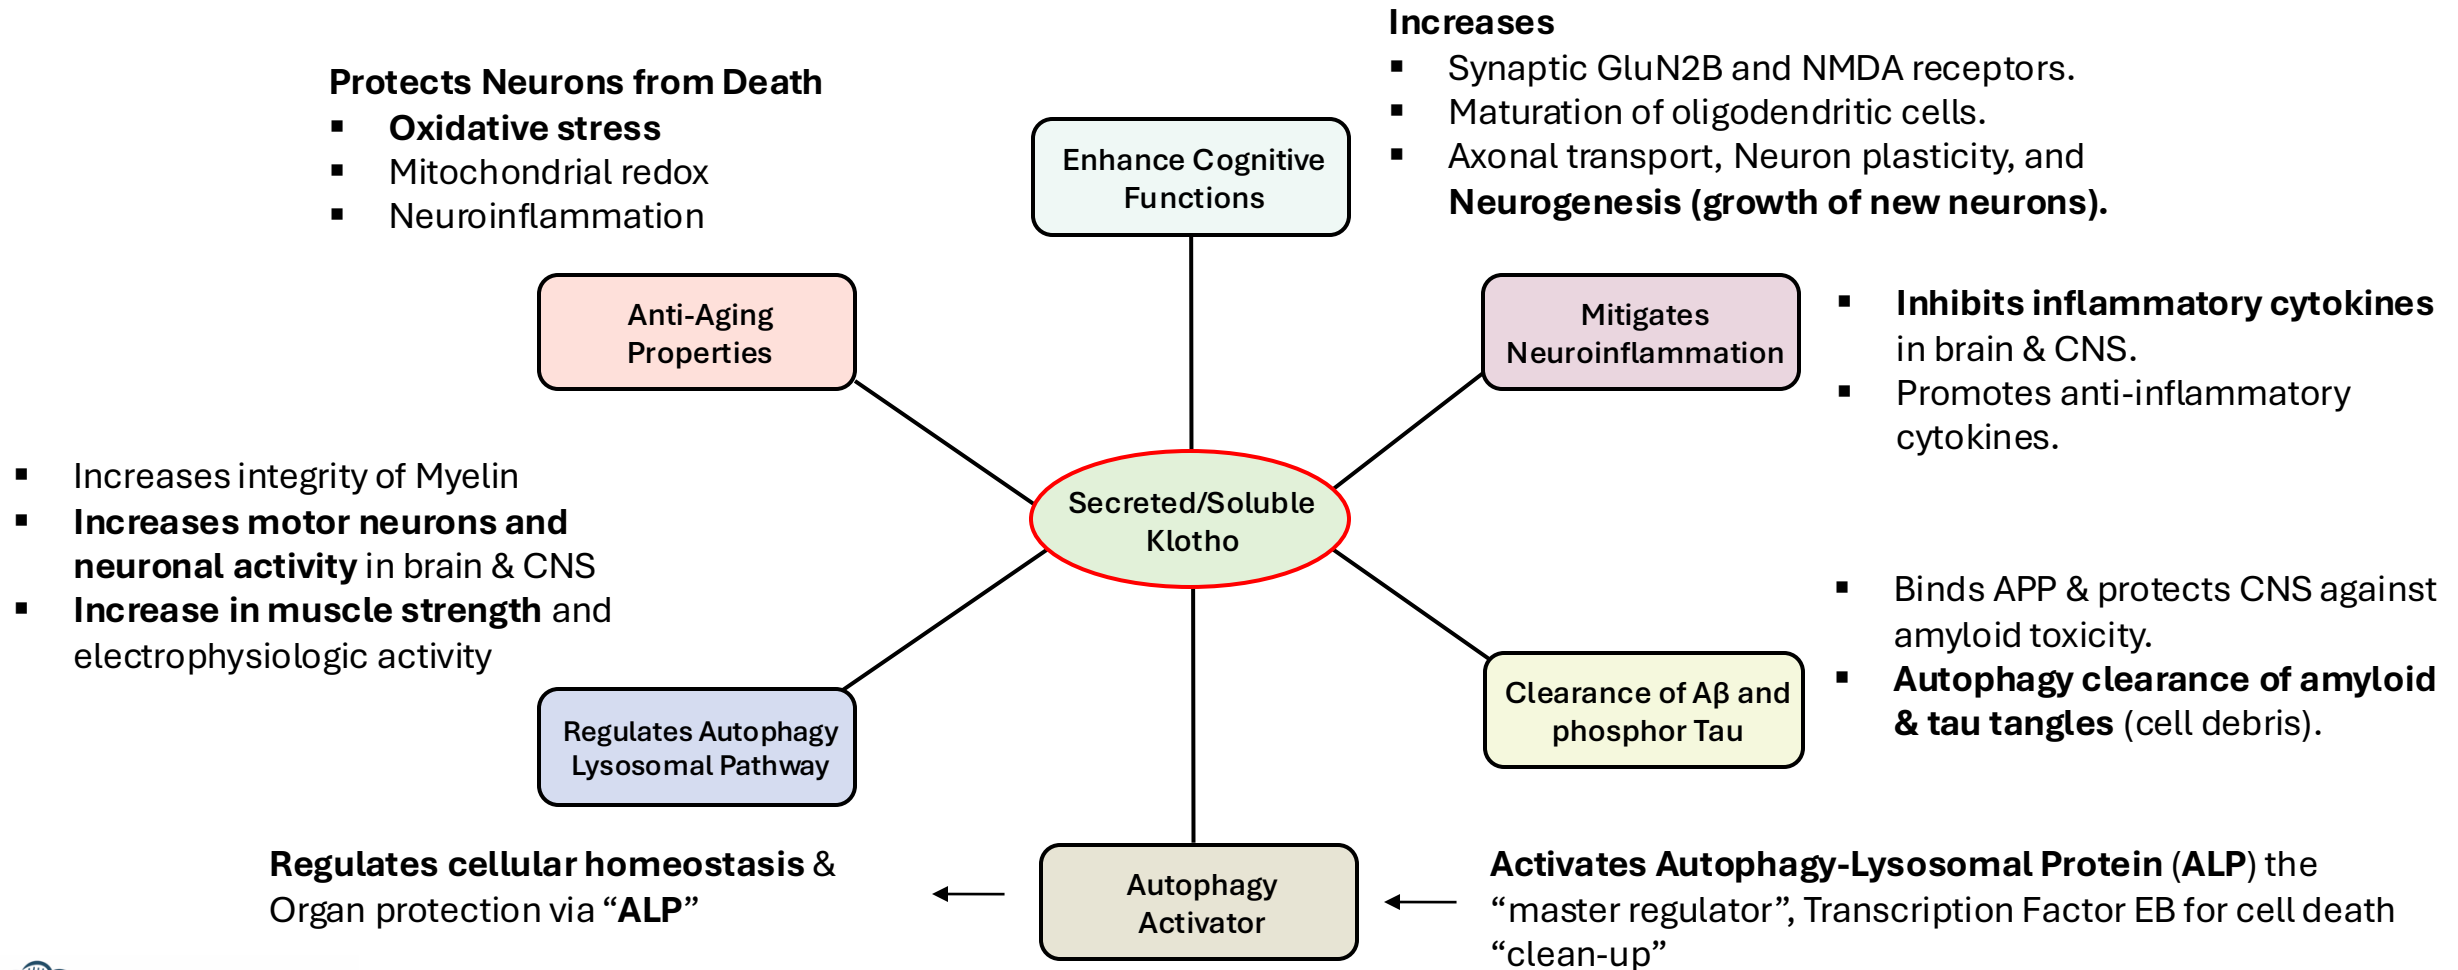 Increases
▪ Synaptic GluN2B and NMDA receptors.
▪ Maturation of oligodendritic cells.
▪ Axonal transport, Neuron plasticity, and
Neurogenesis (growth of new neurons).
Protects Neurons from Death
▪ Oxidative stress
▪ Mitochondrial redox
▪ Neuroinflammation
Enhance Cognitive
Functions
Anti-Aging
Properties
Mitigates
Neuroinflammation
▪ Inhibits inflammatory cytokines
in brain & CNS.
▪ Promotes anti-inflammatory
cytokines.
▪ Increases integrity of Myelin
▪ Increases motor neurons and
neuronal activity in brain & CNS
▪ Increase in muscle strength and
electrophysiologic activity
Secreted/Soluble
Klotho
▪ Binds APP & protects CNS against
amyloid toxicity.
▪ Autophagy clearance of amyloid
& tau tangles (cell debris).
Regulates Autophagy
Lysosomal Pathway
Clearance of Aβ and
phosphor Tau
Regulates cellular homeostasis &
Organ protection via “ALP”
Autophagy
Activator
Activates Autophagy-Lysosomal Protein (ALP) the
“master regulator”, Transcription Factor EB for cell death
“clean-up”